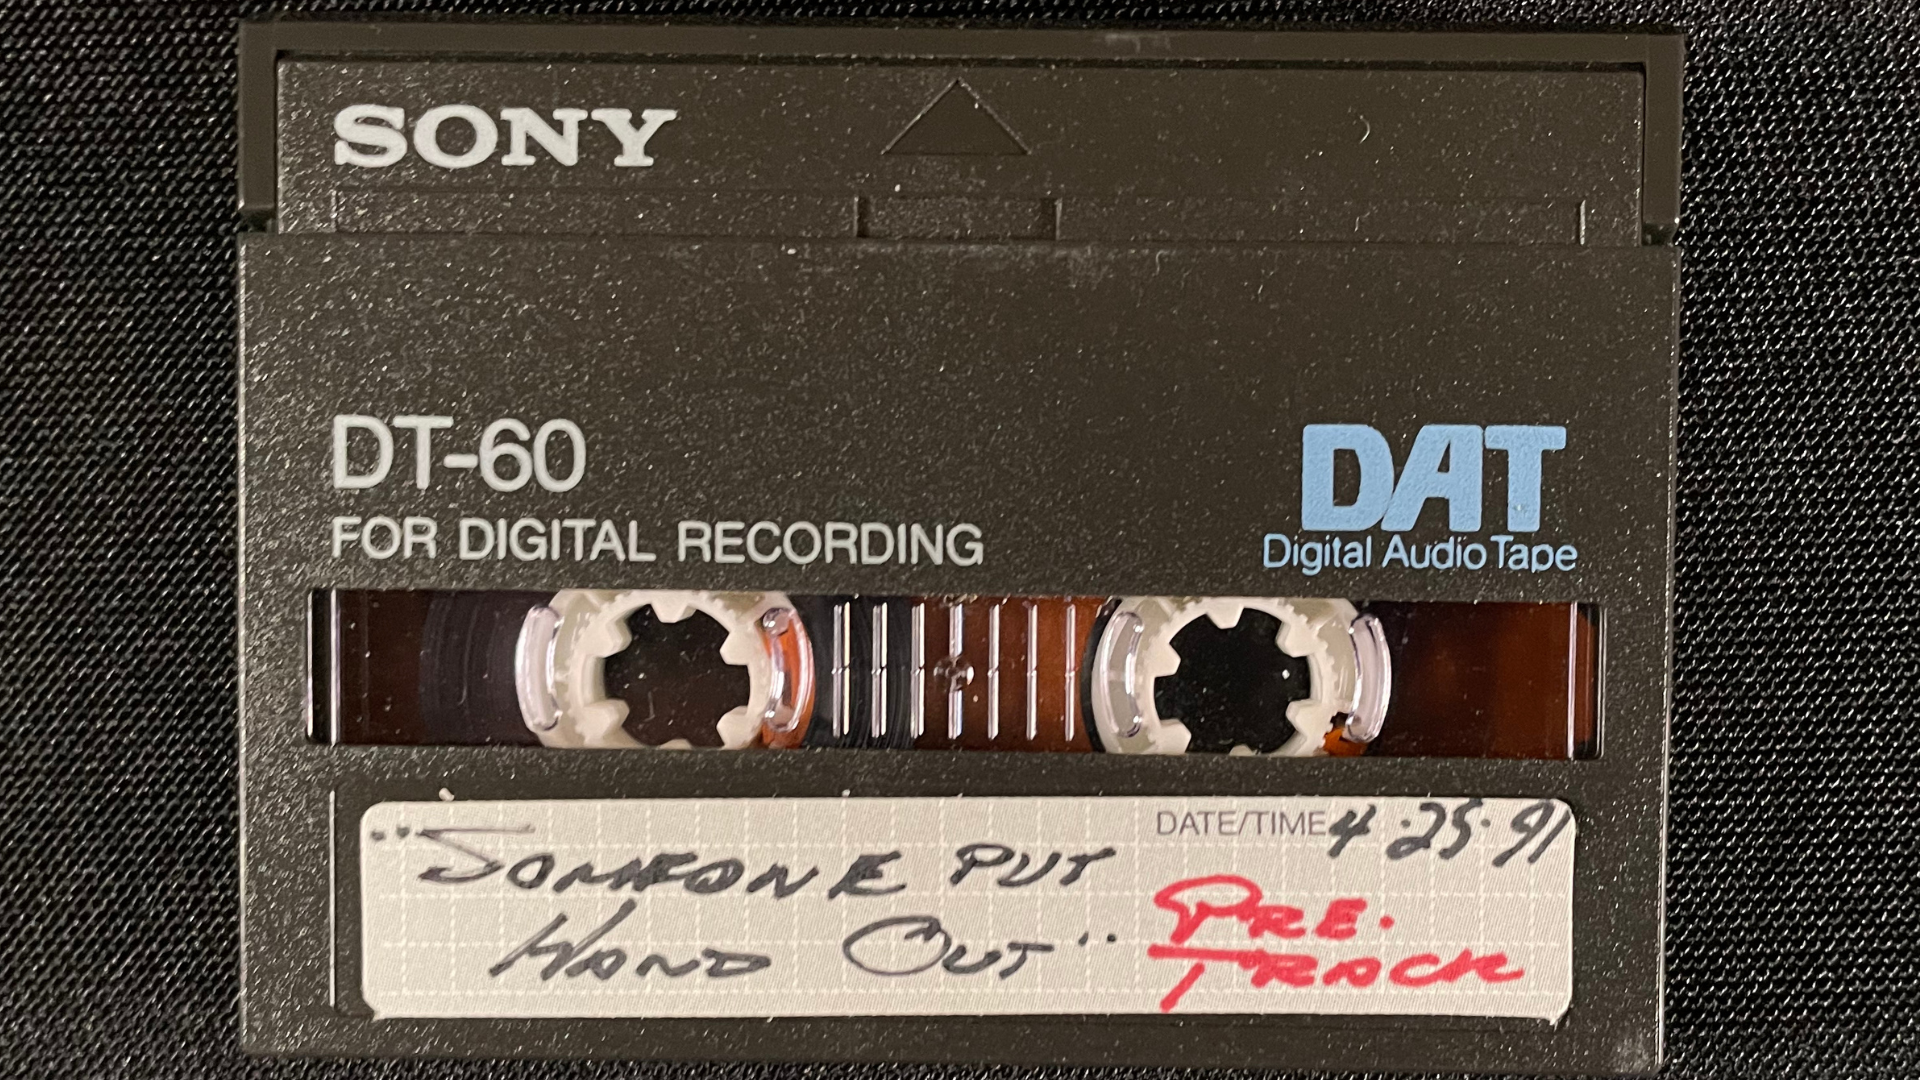 SONY
DT-60
FOR DIGITAL RECORDING
DAT
Digital Audio Tape
DATE/TIME 4·25·91
"SOMEONE PUT
HAND OUT"
PRE-
TRACK